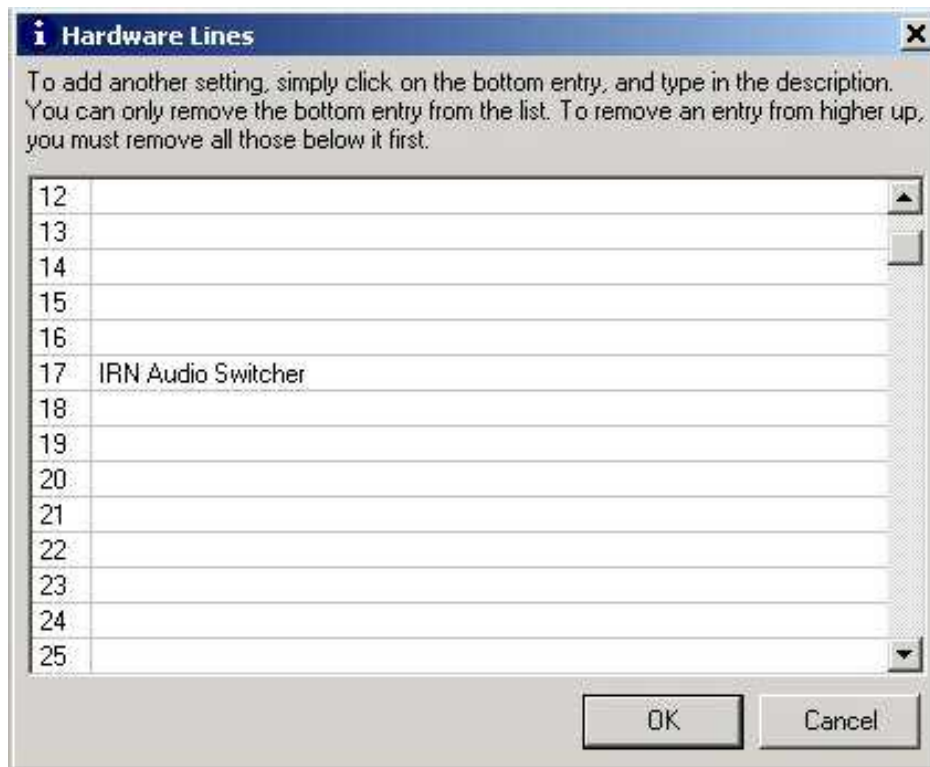 Hardware Lines
To add another setting, simply click on the bottom entry, and type in the description.
You can only remove the bottom entry from the list. To remove an entry from higher up,
you must remove all those below it first.
12
13
14
15
16
17 IRN Audio Switcher
18
19
20
21
22
23
24
25
OK Cancel